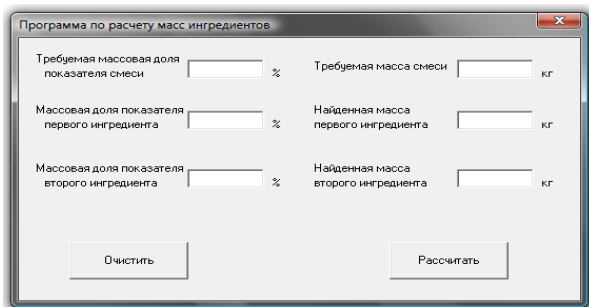 Программа по расчету масс ингредиентов
Требуемая массовая доля
показателя смеси
%
Требуемая масса смеси
кг
Массовая доля показателя
первого ингредиента
%
Найденная масса
первого ингредиента
кг
Массовая доля показателя
второго ингредиента
%
Найденная масса
второго ингредиента
кг
Очистить
Рассчитать